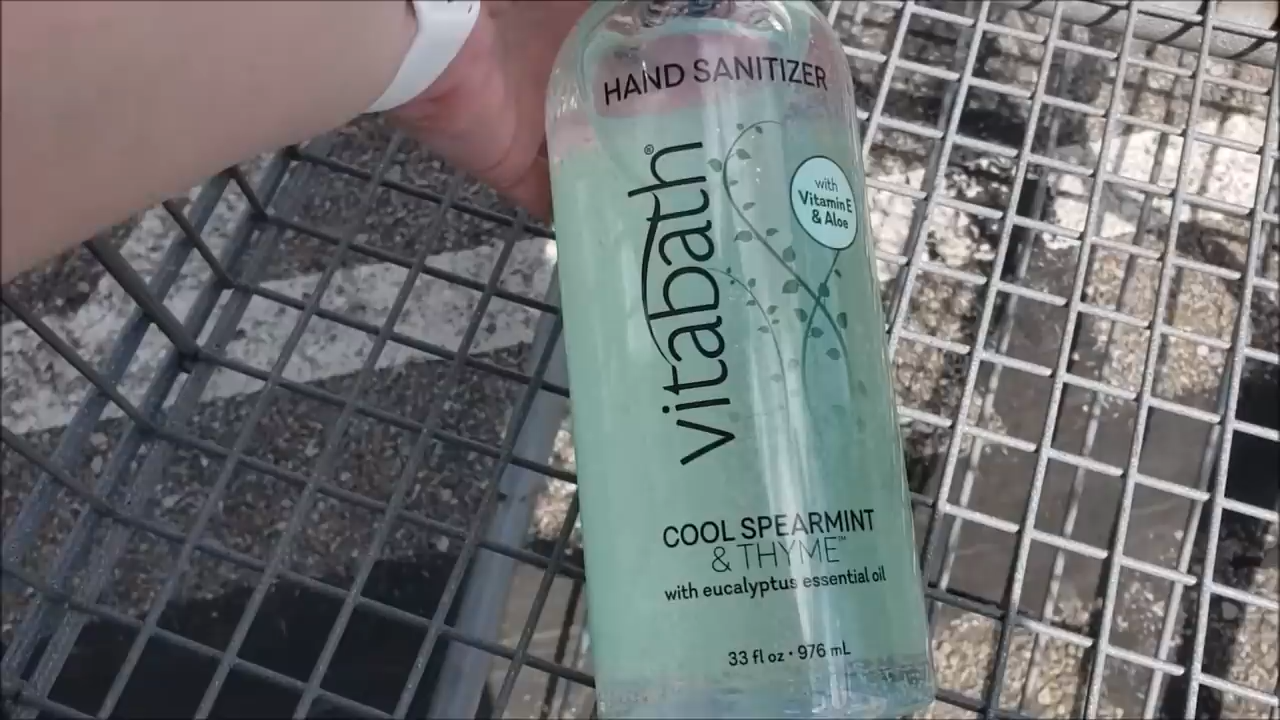 HAND SANITIZER
vitabath®
with
Vitamin E
& Aloe
COOL SPEARMINT
& THYME™
with eucalyptus essential oil
33 fl oz • 976 mL